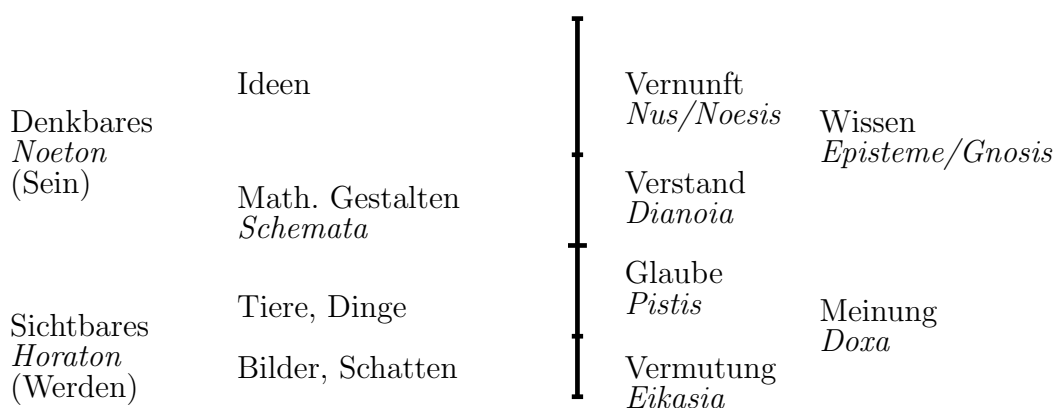 Ideen
Denkbares
Noeton
(Sein)
Math. Gestalten
Schemata
Tiere, Dinge
Sichtbares
Horaton
(Werden)
Bilder, Schatten
Vernunft
Nus/Noesis
Wissen
Episteme/Gnosis
Verstand
Dianoia
Glaube
Pistis
Meinung
Doxa
Vermutung
Eikasia